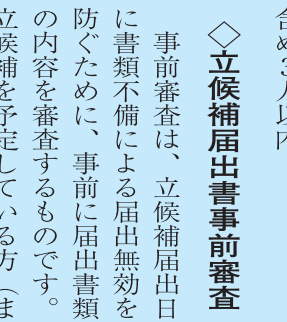 含め3人以内
◇立候補届出書事前審査
事前審査は、立候補届出日
に書類不備による届出無効を
防ぐために、事前に届出書類
の内容を審査するものです。
立候補を予定している方（ま